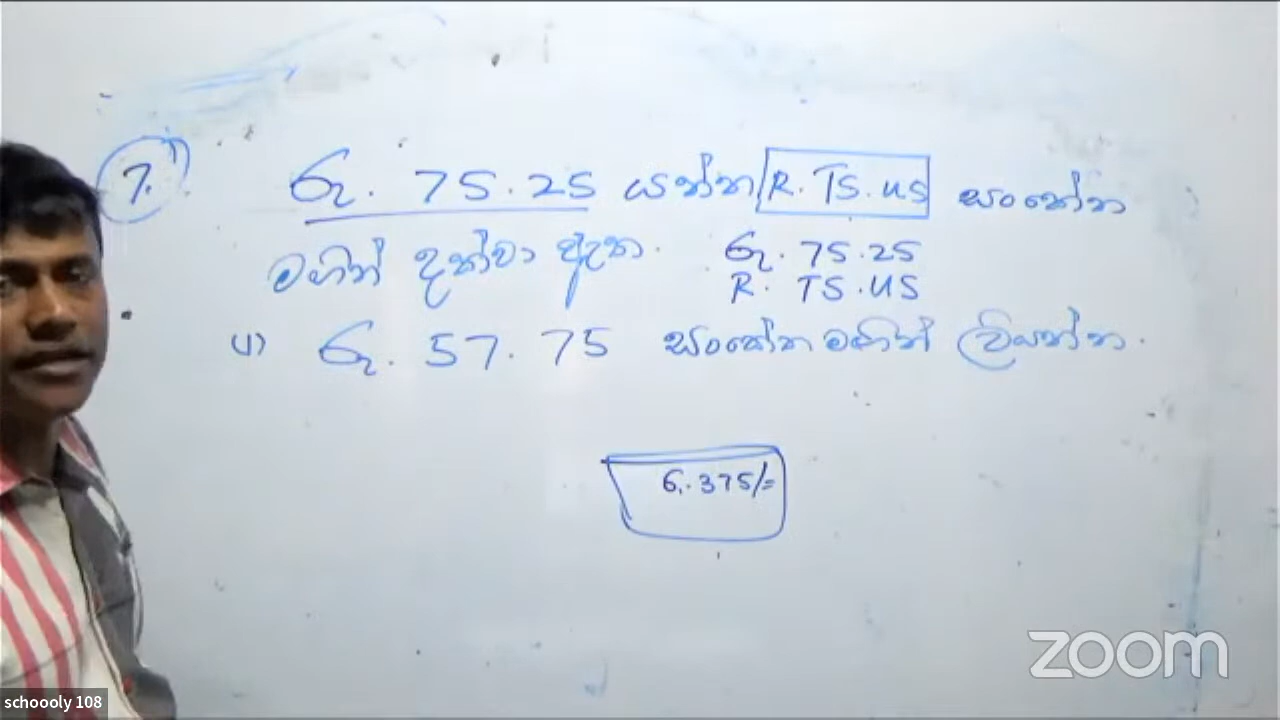 7.
රු. 75.25 යන්න R. TS.US සංකේත
මගින් දක්වා ඇත. රු. 75.25
R. TS.US
(1) රු. 57.75 සංකේත මගින් ලියන්න.
6.375/=
zoom
schoooly 108